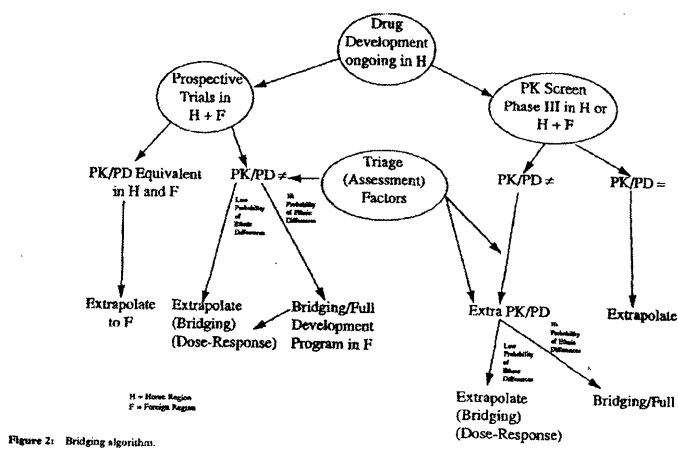 Drug
Development
ongoing in H
Prospective
Trials in
H + F
PK Screen
Phase III in H or
H + F
PK/PD Equivalent
in H and F
PK/PD ≠
Triage
(Assessment)
Factors
PK/PD ≠
PK/PD =
Low
Probability
of
Ethnic
Differences
Hi
Probability
of Ethnic
Differences
Extrapolate
to F
Extrapolate
(Bridging)
(Dose-Response)
Bridging/Full
Development
Program in F
Extra PK/PD
Extrapolate
Low
Probability
of
Ethnic
Differences
Hi
Probability
of Ethnic
Differences
Extrapolate
(Bridging)
(Dose-Response)
Bridging/Full
H = Home Region
F = Foreign Region
Figure 2: Bridging algorithm.